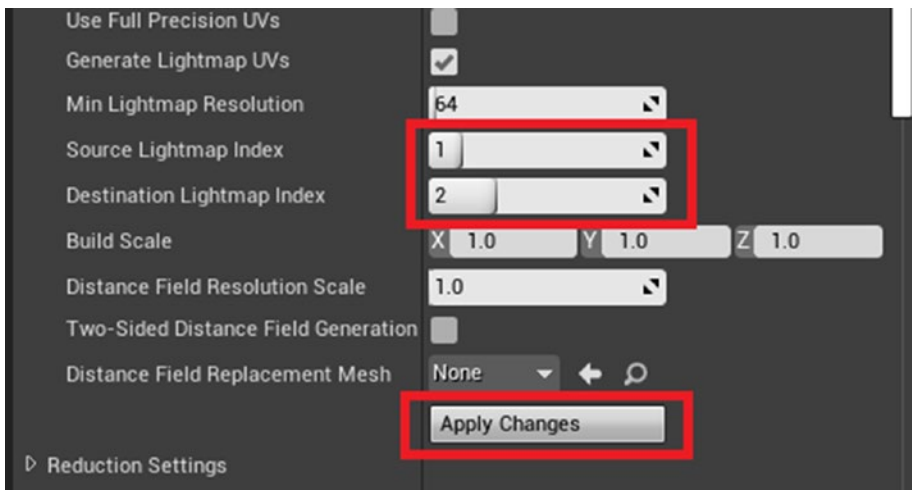 Use Full Precision UVs
Generate Lightmap UVs
Min Lightmap Resolution 64
Source Lightmap Index 1
Destination Lightmap Index 2
Build Scale X 1.0 Y 1.0 Z 1.0
Distance Field Resolution Scale 1.0
Two-Sided Distance Field Generation
Distance Field Replacement Mesh None
Apply Changes
Reduction Settings